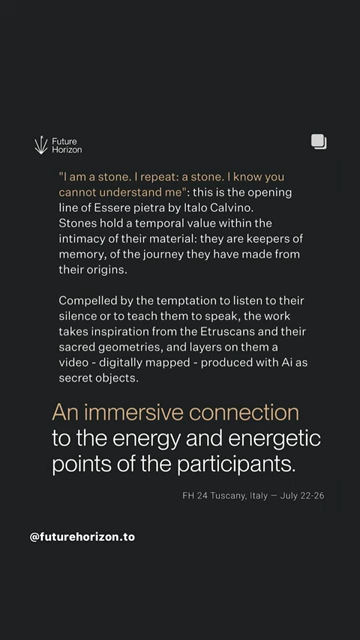 Future
Horizon
"I am a stone. I repeat: a stone. I know you
cannot understand me": this is the opening
line of Essere pietra by Italo Calvino.
Stones hold a temporal value within the
intimacy of their material: they are keepers of
memory, of the journey they have made from
their origins.
Compelled by the temptation to listen to their
silence or to teach them to speak, the work
takes inspiration from the Etruscans and their
sacred geometries, and layers on them a
video - digitally mapped - produced with Ai as
secret objects.
An immersive connection
to the energy and energetic
points of the participants.
FH 24 Tuscany, Italy — July 22-26
@futurehorizon.to